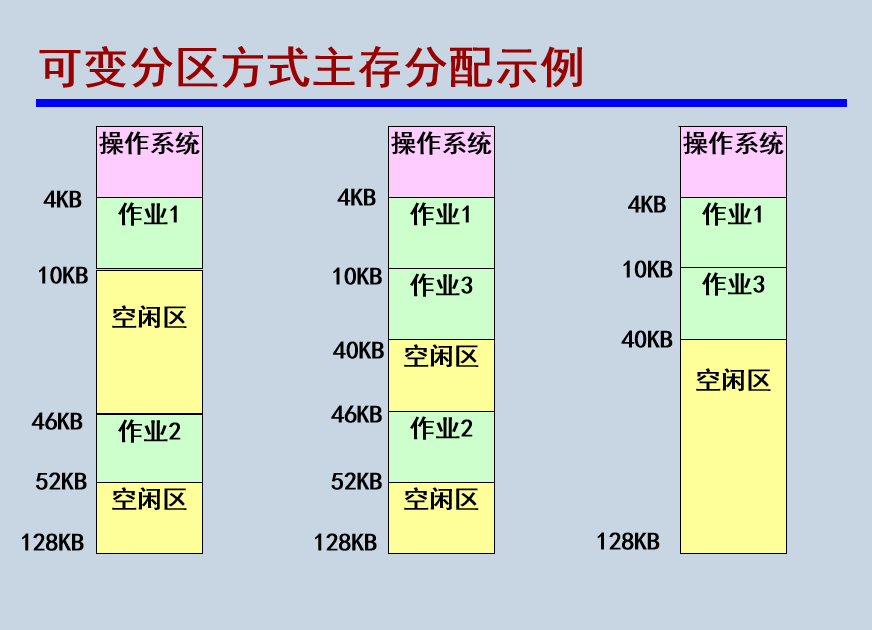 可变分区方式主存分配示例
操作系统
4KB
作业1
10KB
空闲区
46KB
作业2
52KB
空闲区
128KB
操作系统
4KB
作业1
10KB
作业3
40KB
空闲区
46KB
作业2
52KB
空闲区
128KB
操作系统
4KB
作业1
10KB
作业3
40KB
空闲区
128KB